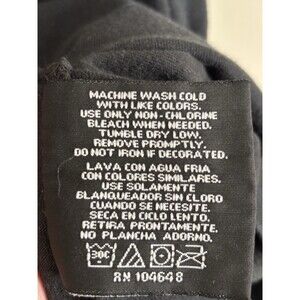 MACHINE WASH COLD
WITH LIKE COLORS.
USE ONLY NON - CHLORINE
BLEACH WHEN NEEDED.
TUMBLE DRY LOW.
REMOVE PROMPTLY.
DO NOT IRON IF DECORATED.
LAVA CON AGUA FRIA
CON COLORES SIMILARES.
USE SOLAMENTE
BLANQUEADOR SIN CLORO
CUANDO SE NECESITE.
SECA EN CICLO LENTO.
RETIRA PRONTAMENTE.
NO PLANCHA ADORNO.
30C
RN 104648